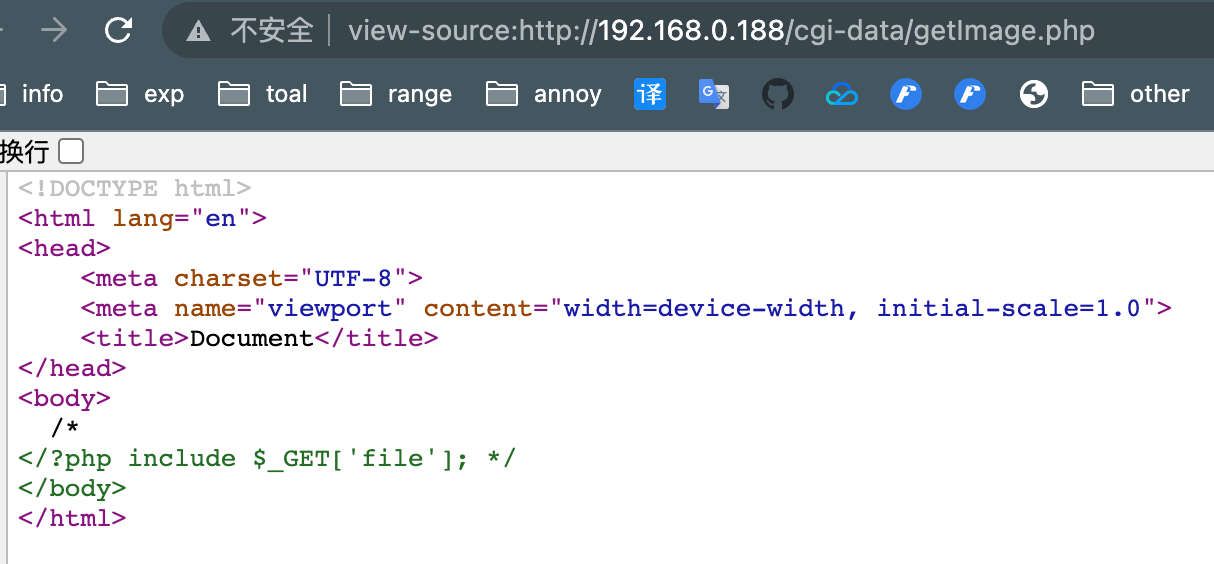 不安全 view-source:http://192.168.0.188/cgi-data/getImage.php
info exp toal range annoy 译 G 文 other
换行
<!DOCTYPE html>
<html lang="en">
<head>
    <meta charset="UTF-8">
    <meta name="viewport" content="width=device-width, initial-scale=1.0">
    <title>Document</title>
</head>
<body>
  /*
</?php include $_GET['file']; */
</body>
</html>